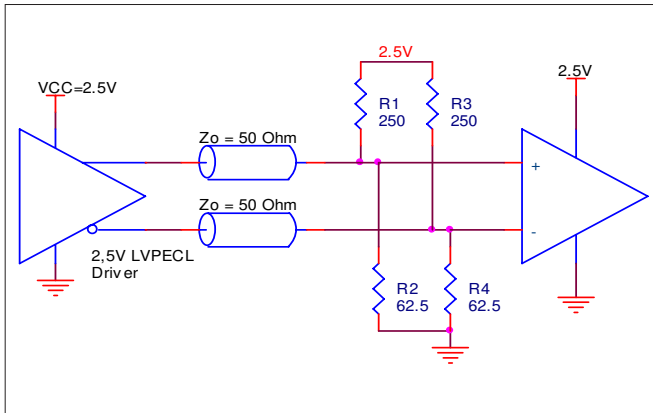 2.5V
VCC=2.5V
2.5V
R1
250
R3
250
Zo = 50 Ohm
+
Zo = 50 Ohm
-
2,5V LVPECL
Driver
R2
62.5
R4
62.5